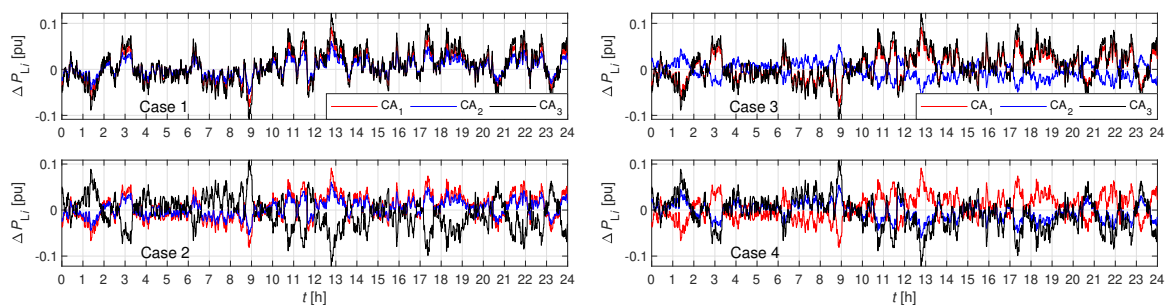 0.1
0
-0.1
Δ P_Li [pu]
Case 1
CA₁ CA₂ CA₃
0 1 2 3 4 5 6 7 8 9 10 11 12 13 14 15 16 17 18 19 20 21 22 23 24
0.1
0
-0.1
Δ P_Li [pu]
Case 3
CA₁ CA₂ CA₃
0 1 2 3 4 5 6 7 8 9 10 11 12 13 14 15 16 17 18 19 20 21 22 23 24
0.1
0
-0.1
Δ P_Li [pu]
Case 2
0 1 2 3 4 5 6 7 8 9 10 11 12 13 14 15 16 17 18 19 20 21 22 23 24
t [h]
0.1
0
-0.1
Δ P_Li [pu]
Case 4
0 1 2 3 4 5 6 7 8 9 10 11 12 13 14 15 16 17 18 19 20 21 22 23 24
t [h]